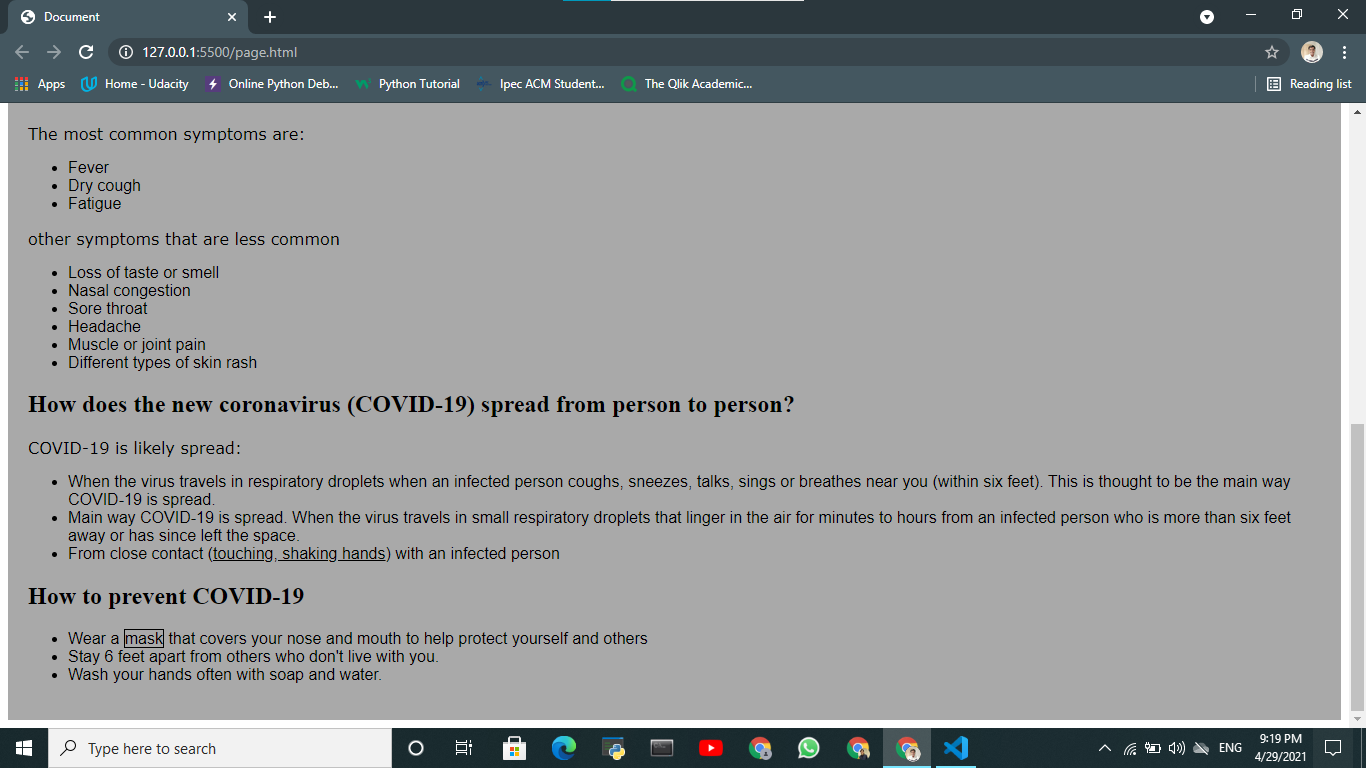 Document
127.0.0.1:5500/page.html
Apps Home - Udacity Online Python Deb... Python Tutorial Ipec ACM Student... The Qlik Academic... Reading list
The most common symptoms are:
Fever
Dry cough
Fatigue
other symptoms that are less common
Loss of taste or smell
Nasal congestion
Sore throat
Headache
Muscle or joint pain
Different types of skin rash
How does the new coronavirus (COVID-19) spread from person to person?
COVID-19 is likely spread:
When the virus travels in respiratory droplets when an infected person coughs, sneezes, talks, sings or breathes near you (within six feet). This is thought to be the main way
COVID-19 is spread.
Main way COVID-19 is spread. When the virus travels in small respiratory droplets that linger in the air for minutes to hours from an infected person who is more than six feet
away or has since left the space.
From close contact (touching, shaking hands) with an infected person
How to prevent COVID-19
Wear a mask that covers your nose and mouth to help protect yourself and others
Stay 6 feet apart from others who don't live with you.
Wash your hands often with soap and water.
Type here to search
ENG
9:19 PM
4/29/2021